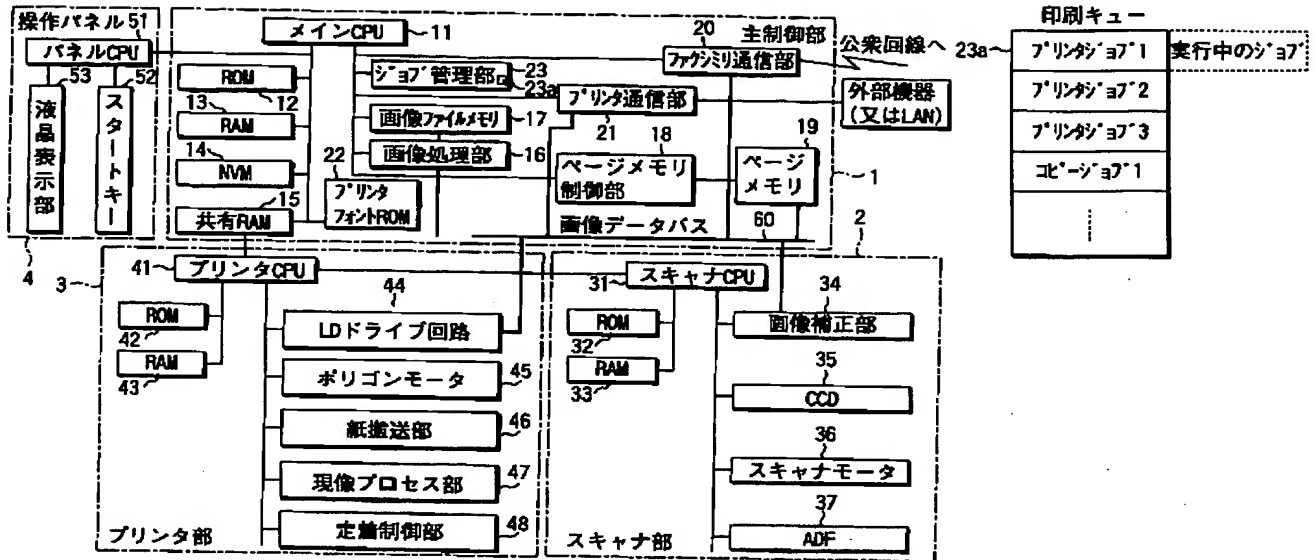 操作パネル 51
パネルCPU
53
52
液晶表示部
スタートキー
4
メインCPU
11
主制御部
ROM
12
13
RAM
14
NVM
15
共有RAM
ジョブ管理部
23
23a
画像ファイルメモリ
17
画像処理部
16
22
プリンタ
フォントROM
20
ファクシミリ通信部
公衆回線へ
プリンタ通信部
21
外部機器
(又はLAN)
18
ページメモリ
制御部
19
ページ
メモリ
1
画像データバス
60
2
印刷キュー
23a
プリンタジョブ1
実行中のジョブ
プリンタジョブ2
プリンタジョブ3
コピージョブ1
3
41
プリンタCPU
ROM
42
RAM
43
44
LDドライブ回路
ポリゴンモータ
45
紙搬送部
46
現像プロセス部
47
定着制御部
48
プリンタ部
31
スキャナCPU
ROM
32
RAM
33
34
画像補正部
35
CCD
36
スキャナモータ
37
ADF
スキャナ部